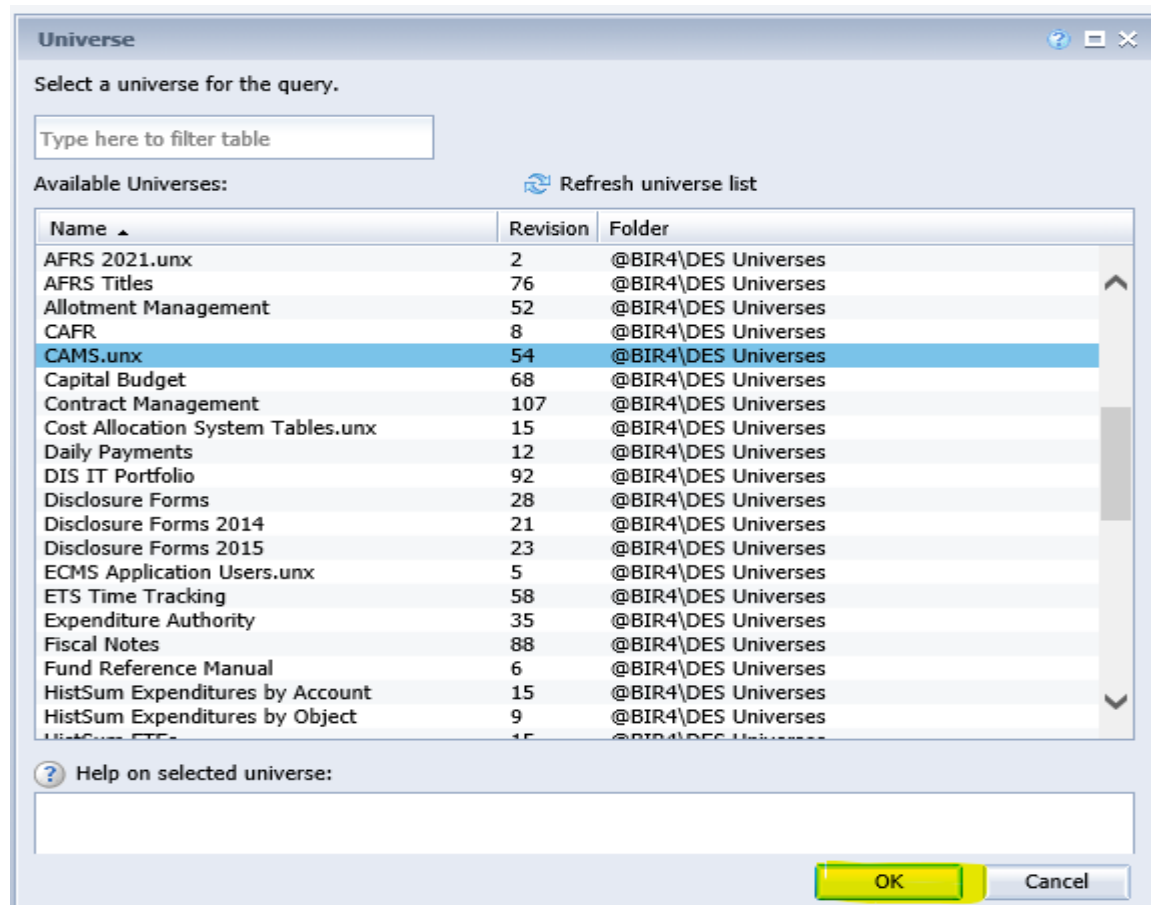 Universe
Select a universe for the query.
Type here to filter table
Available Universes: Refresh universe list
Name Revision Folder
AFRS 2021.unx 2 @BIR4\DES Universes
AFRS Titles 76 @BIR4\DES Universes
Allotment Management 52 @BIR4\DES Universes
CAFR 8 @BIR4\DES Universes
CAMS.unx 54 @BIR4\DES Universes
Capital Budget 68 @BIR4\DES Universes
Contract Management 107 @BIR4\DES Universes
Cost Allocation System Tables.unx 15 @BIR4\DES Universes
Daily Payments 12 @BIR4\DES Universes
DIS IT Portfolio 92 @BIR4\DES Universes
Disclosure Forms 28 @BIR4\DES Universes
Disclosure Forms 2014 21 @BIR4\DES Universes
Disclosure Forms 2015 23 @BIR4\DES Universes
ECMS Application Users.unx 5 @BIR4\DES Universes
ETS Time Tracking 58 @BIR4\DES Universes
Expenditure Authority 35 @BIR4\DES Universes
Fiscal Notes 88 @BIR4\DES Universes
Fund Reference Manual 6 @BIR4\DES Universes
HistSum Expenditures by Account 15 @BIR4\DES Universes
HistSum Expenditures by Object 9 @BIR4\DES Universes
HistSum FTEs 15 @BIR4\DES Universes
? Help on selected universe:
OK Cancel